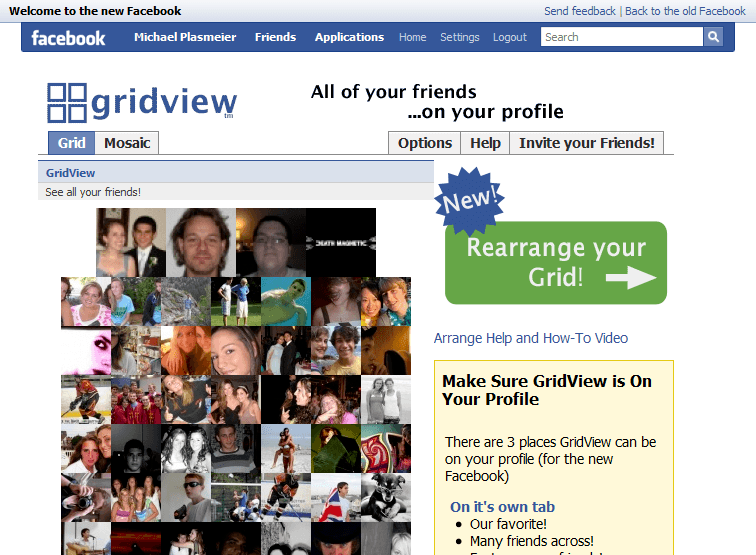 Welcome to the new Facebook
Send feedback | Back to the old Facebook
facebook Michael Plasmeier Friends Applications Home Settings Logout Search
gridview tm
All of your friends
...on your profile
Grid Mosaic Options Help Invite your Friends!
GridView
See all your friends!
DEATH MAGNETIC
New!
Rearrange your
Grid!
Arrange Help and How-To Video
Make Sure GridView is On
Your Profile
There are 3 places GridView can be
on your profile (for the new
Facebook)
On it's own tab
• Our favorite!
• Many friends across!